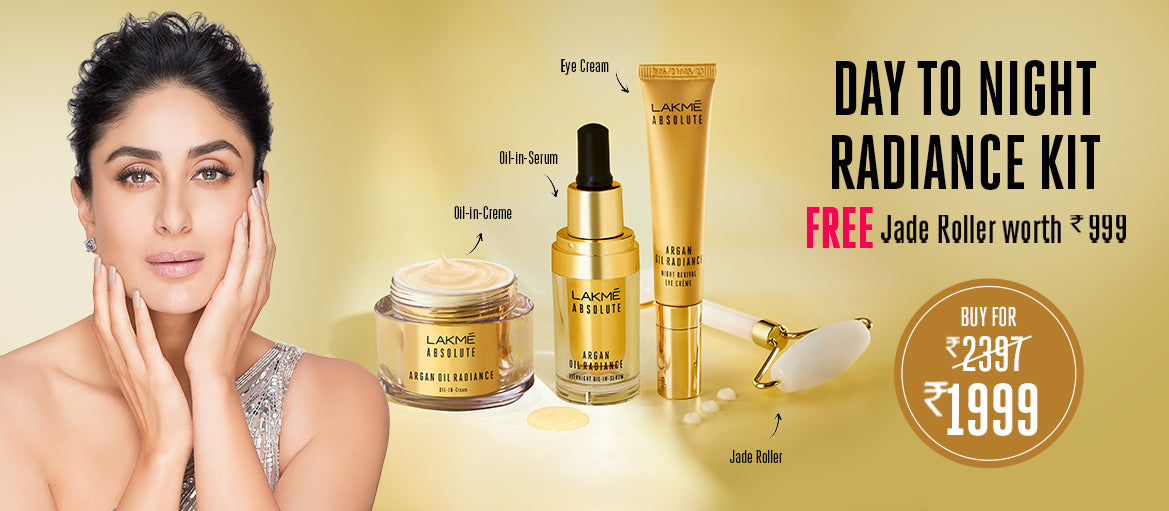 DAY TO NIGHT
RADIANCE KIT
FREE Jade Roller worth ₹ 999
BUY FOR
₹2397
₹1999
Eye Cream
Oil-in-Serum
Oil-in-Creme
Jade Roller
LAKMÉ
ABSOLUTE
ARGAN OIL RADIANCE
OIL-IN-Cream
LAKMÉ
ABSOLUTE
ARGAN
OIL RADIANCE
OVERNIGHT OIL-IN-SERUM
LAKMÉ
ABSOLUTE
ARGAN
OIL RADIANCE
NIGHT REVIVAL
EYE CRÈME